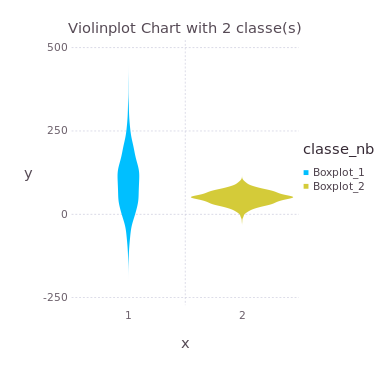 Violinplot Chart with 2 classe(s)
500
250
y
0
-250
1 2
x
classe_nb
Boxplot_1
Boxplot_2